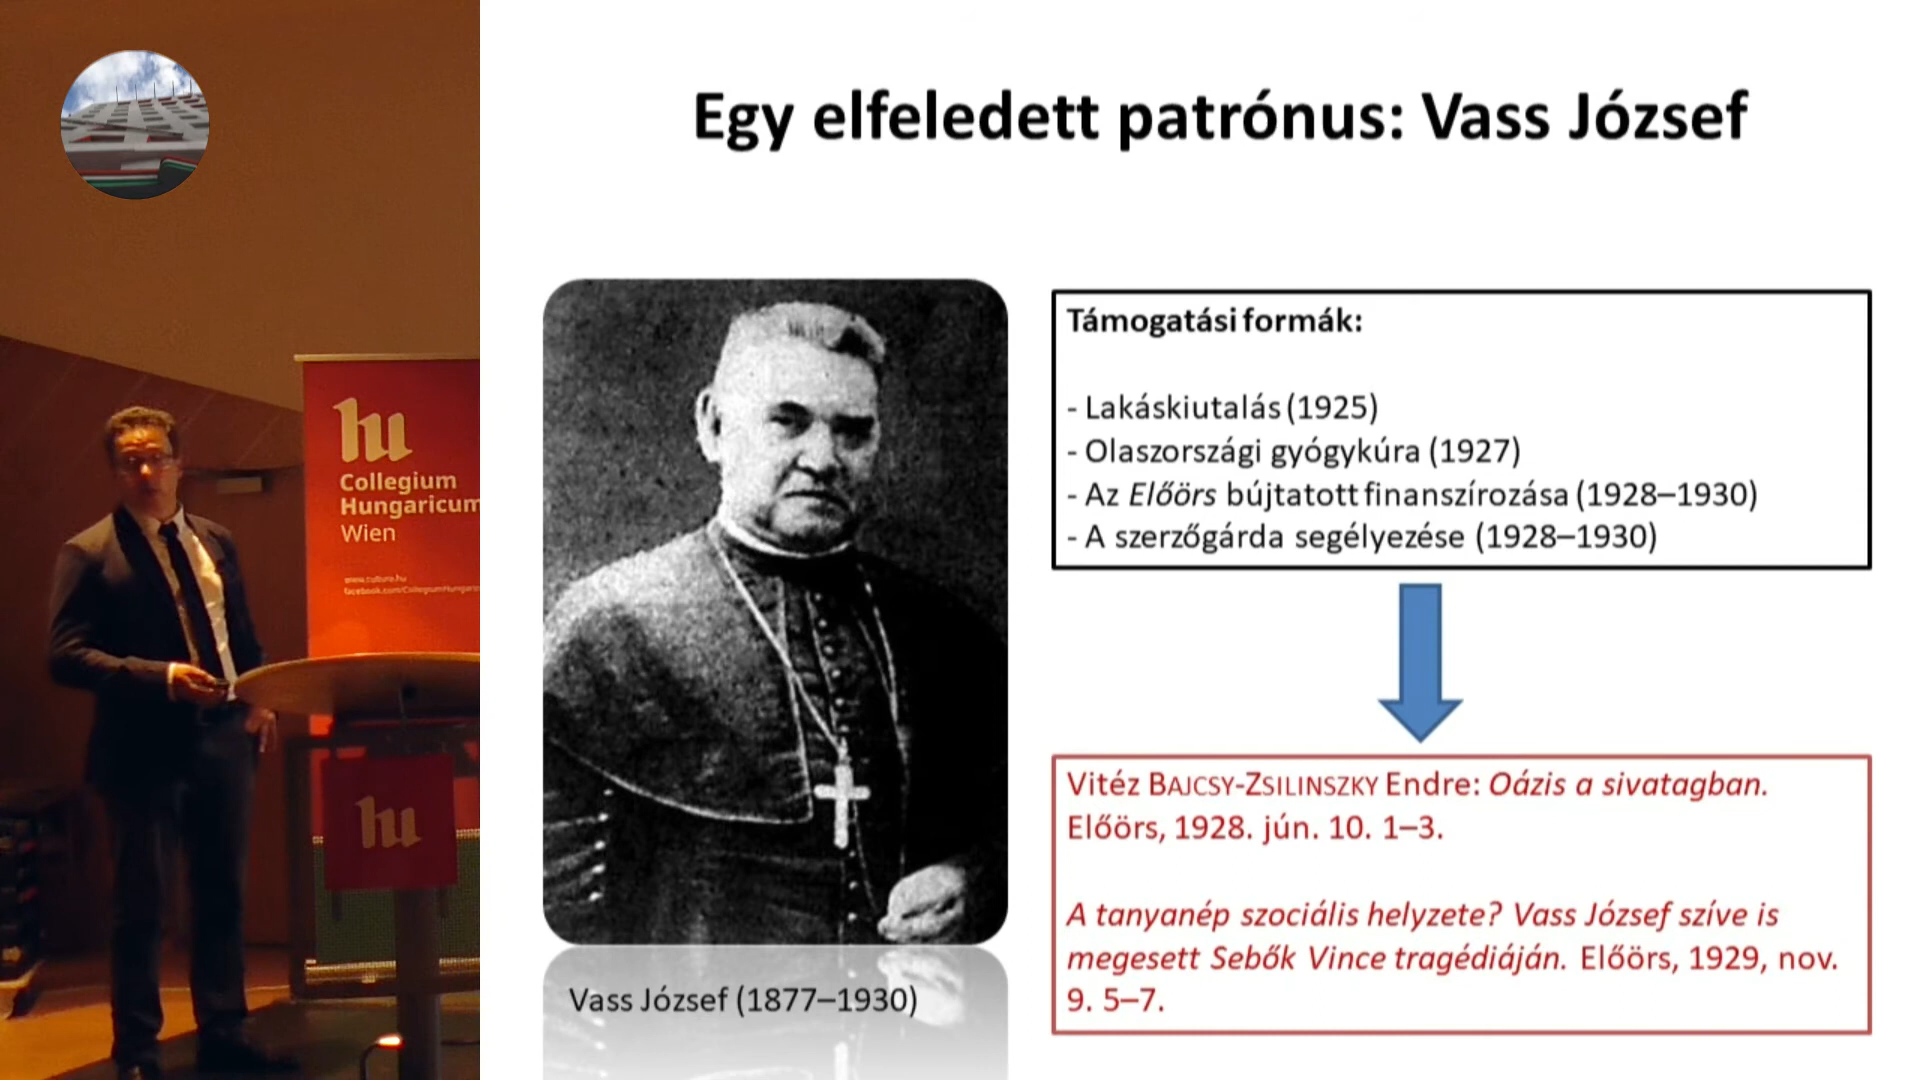 Egy elfeledett patrónus: Vass József
hu
Collegium
Hungaricum
Wien
www.culture.hu
hu
Támogatási formák:
- Lakáskiutalás (1925)
- Olaszországi gyógykúra (1927)
- Az Előörs bújtatott finanszírozása (1928–1930)
- A szerzőgárda segélyezése (1928–1930)
Vitéz BAJCSY-ZSILINSZKY Endre: Oázis a sivatagban.
Előörs, 1928. jún. 10. 1–3.
A tanyanép szociális helyzete? Vass József szíve is
megesett Sebők Vince tragédiáján. Előörs, 1929, nov.
9. 5–7.
Vass József (1877–1930)